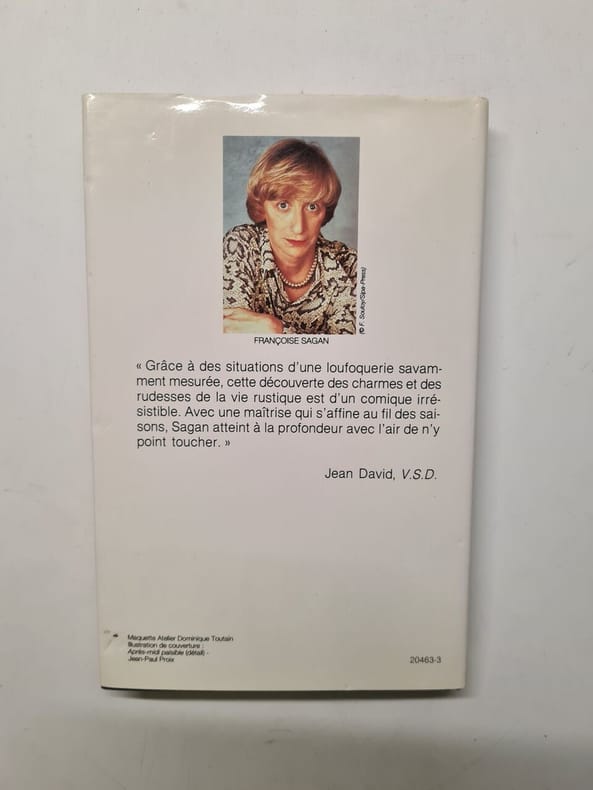 (© F. Souloy/Sipa-Press)
FRANÇOISE SAGAN
« Grâce à des situations d'une loufoquerie savam-
ment mesurée, cette découverte des charmes et des
rudesses de la vie rustique est d'un comique irré-
sistible. Avec une maîtrise qui s'affine au fil des sai-
sons, Sagan atteint à la profondeur avec l'air de n'y
point toucher. »
Jean David, V.S.D.
Maquette Atelier Dominique Toutain
Illustration de couverture :
Après-midi paisible (détail) -
Jean-Paul Proix
20463-3